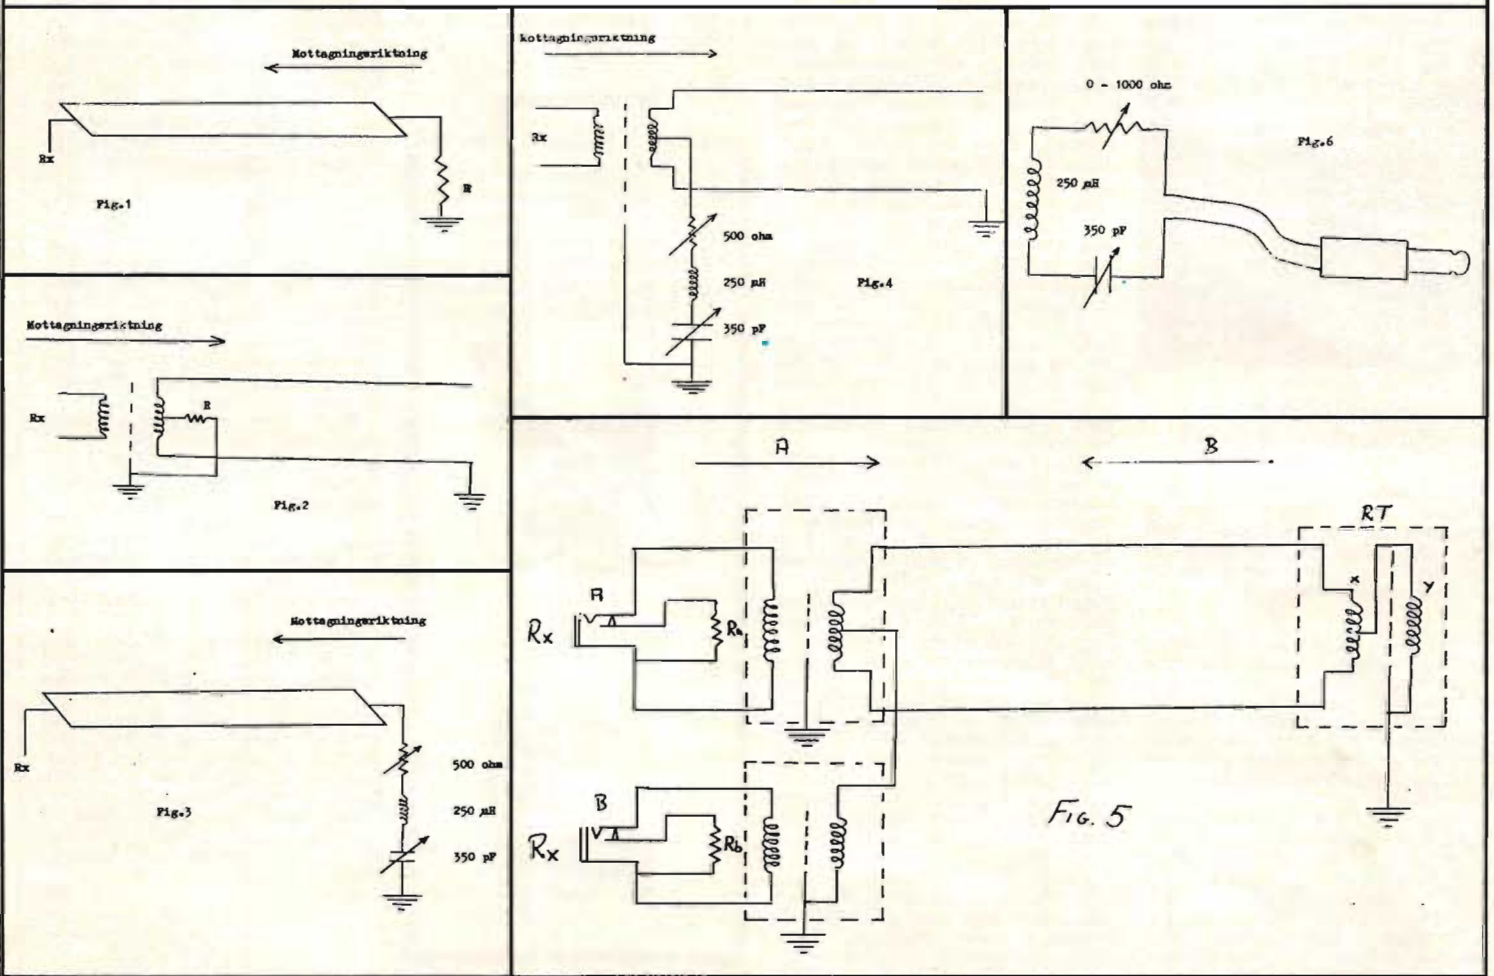 Mottagningsriktning
Rx
R
Fig.1
Mottagningsriktning
Rx
R
Fig.2
Mottagningsriktning
Rx
500 ohm
250 µH
350 pF
Fig.3
Mottagningsriktning
Rx
500 ohm
250 µH
350 pF
Fig.4
0 - 1000 ohm
250 µH
350 pF
Fig.6
A
B
RT
A
Rx
Ra
x
y
B
Rx
Rb
FIG. 5